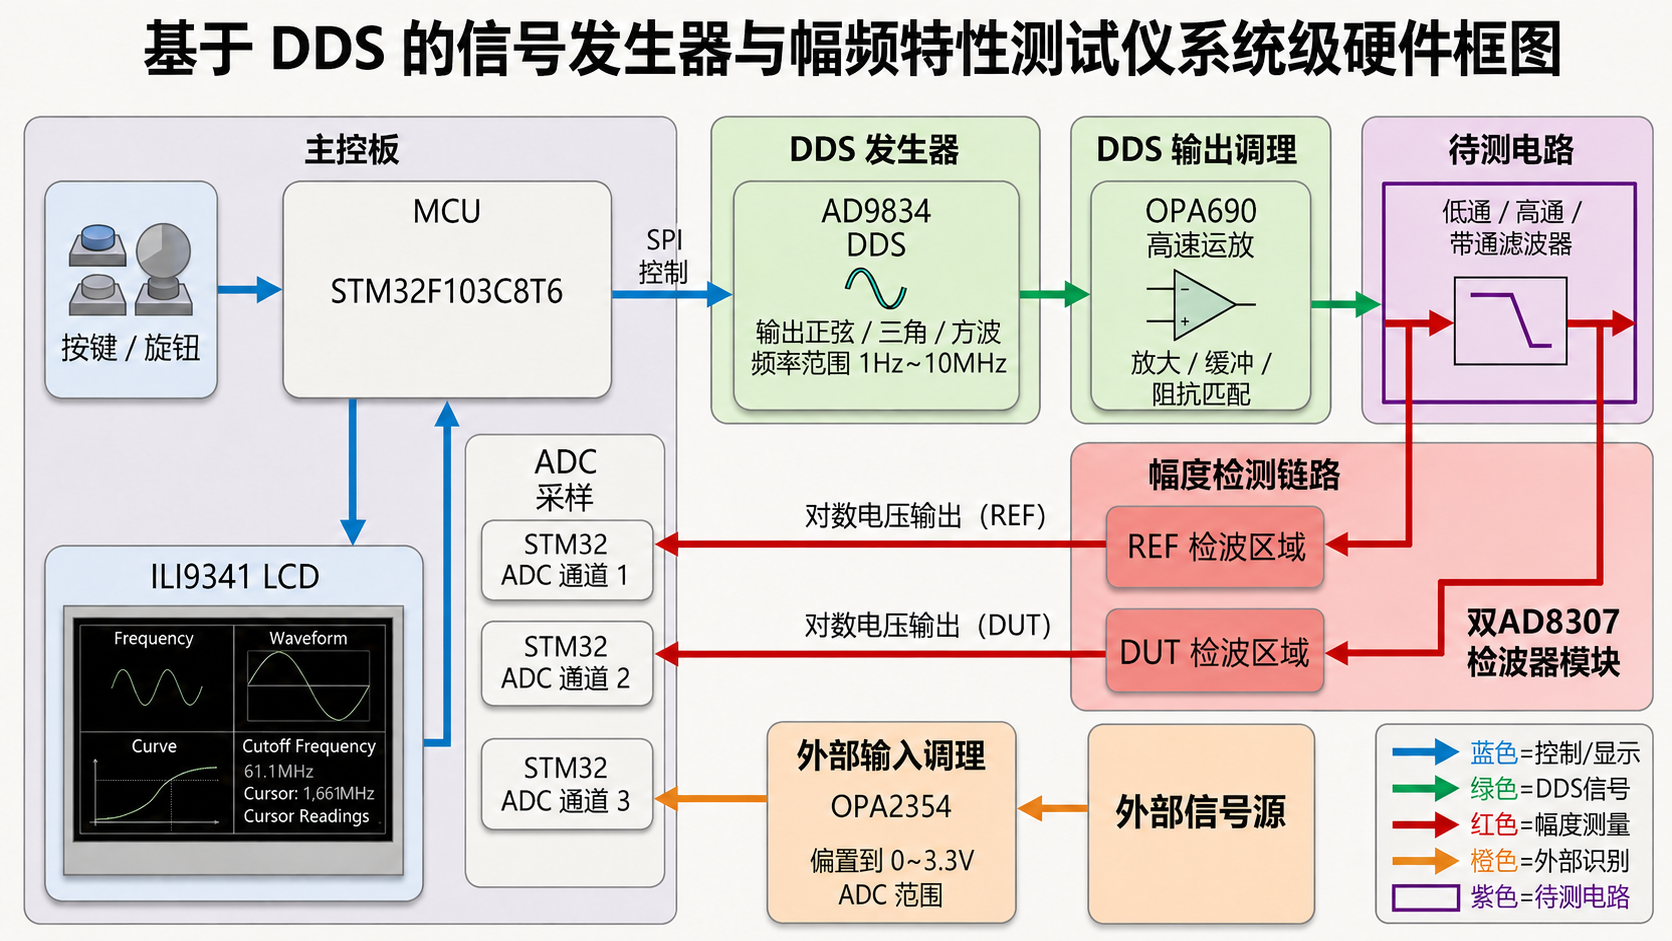 基于 DDS 的信号发生器与幅频特性测试仪系统级硬件框图
主控板
按键 / 旋钮
MCU
STM32F103C8T6
SPI
控制
DDS 发生器
AD9834
DDS
输出正弦 / 三角 / 方波
频率范围 1Hz~10MHz
DDS 输出调理
OPA690
高速运放
−
+
放大 / 缓冲 /
阻抗匹配
待测电路
低通 / 高通 /
带通滤波器
ILI9341 LCD
Frequency
Waveform
Curve
Cutoff Frequency
61.1MHz
Cursor: 1,661MHz
Cursor Readings
ADC
采样
STM32
ADC 通道 1
STM32
ADC 通道 2
STM32
ADC 通道 3
对数电压输出（REF）
对数电压输出（DUT）
幅度检测链路
REF 检波区域
DUT 检波区域
双AD8307
检波器模块
外部输入调理
OPA2354
偏置到 0~3.3V
ADC 范围
外部信号源
蓝色=控制/显示
绿色=DDS信号
红色=幅度测量
橙色=外部识别
紫色=待测电路